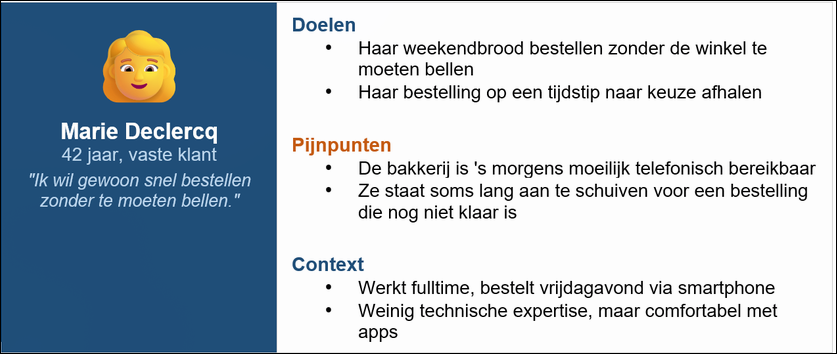 Marie Declercq
42 jaar, vaste klant
"Ik wil gewoon snel bestellen
zonder te moeten bellen."
Doelen
• Haar weekendbrood bestellen zonder de winkel te
moeten bellen
• Haar bestelling op een tijdstip naar keuze afhalen
Pijnpunten
• De bakkerij is 's morgens moeilijk telefonisch bereikbaar
• Ze staat soms lang aan te schuiven voor een bestelling
die nog niet klaar is
Context
• Werkt fulltime, bestelt vrijdagavond via smartphone
• Weinig technische expertise, maar comfortabel met
apps